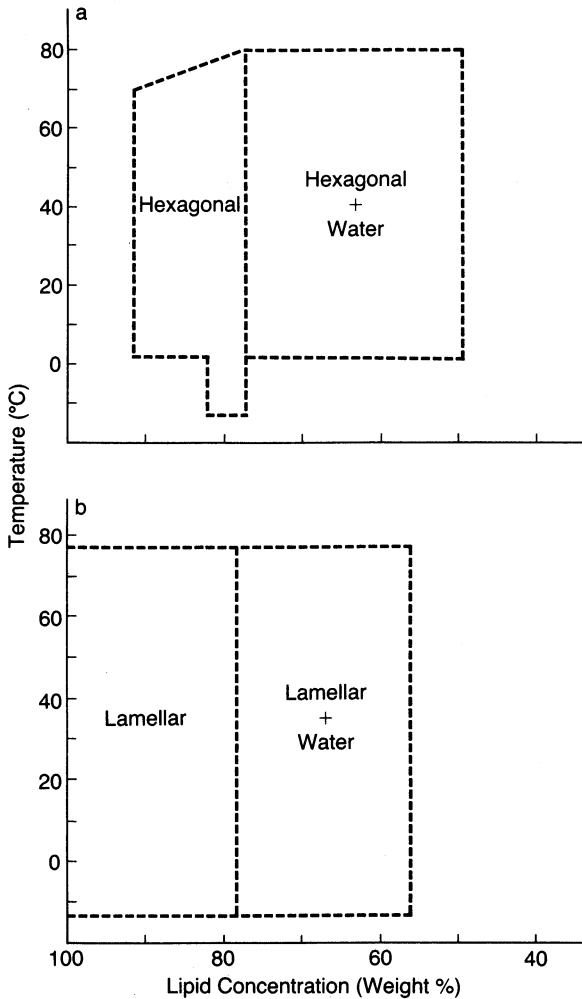 a
80
60
40
20
0
Hexagonal
Hexagonal
+
Water
Temperature (°C)
b
80
60
40
20
0
Lamellar
Lamellar
+
Water
100
80
60
40
Lipid Concentration (Weight %)